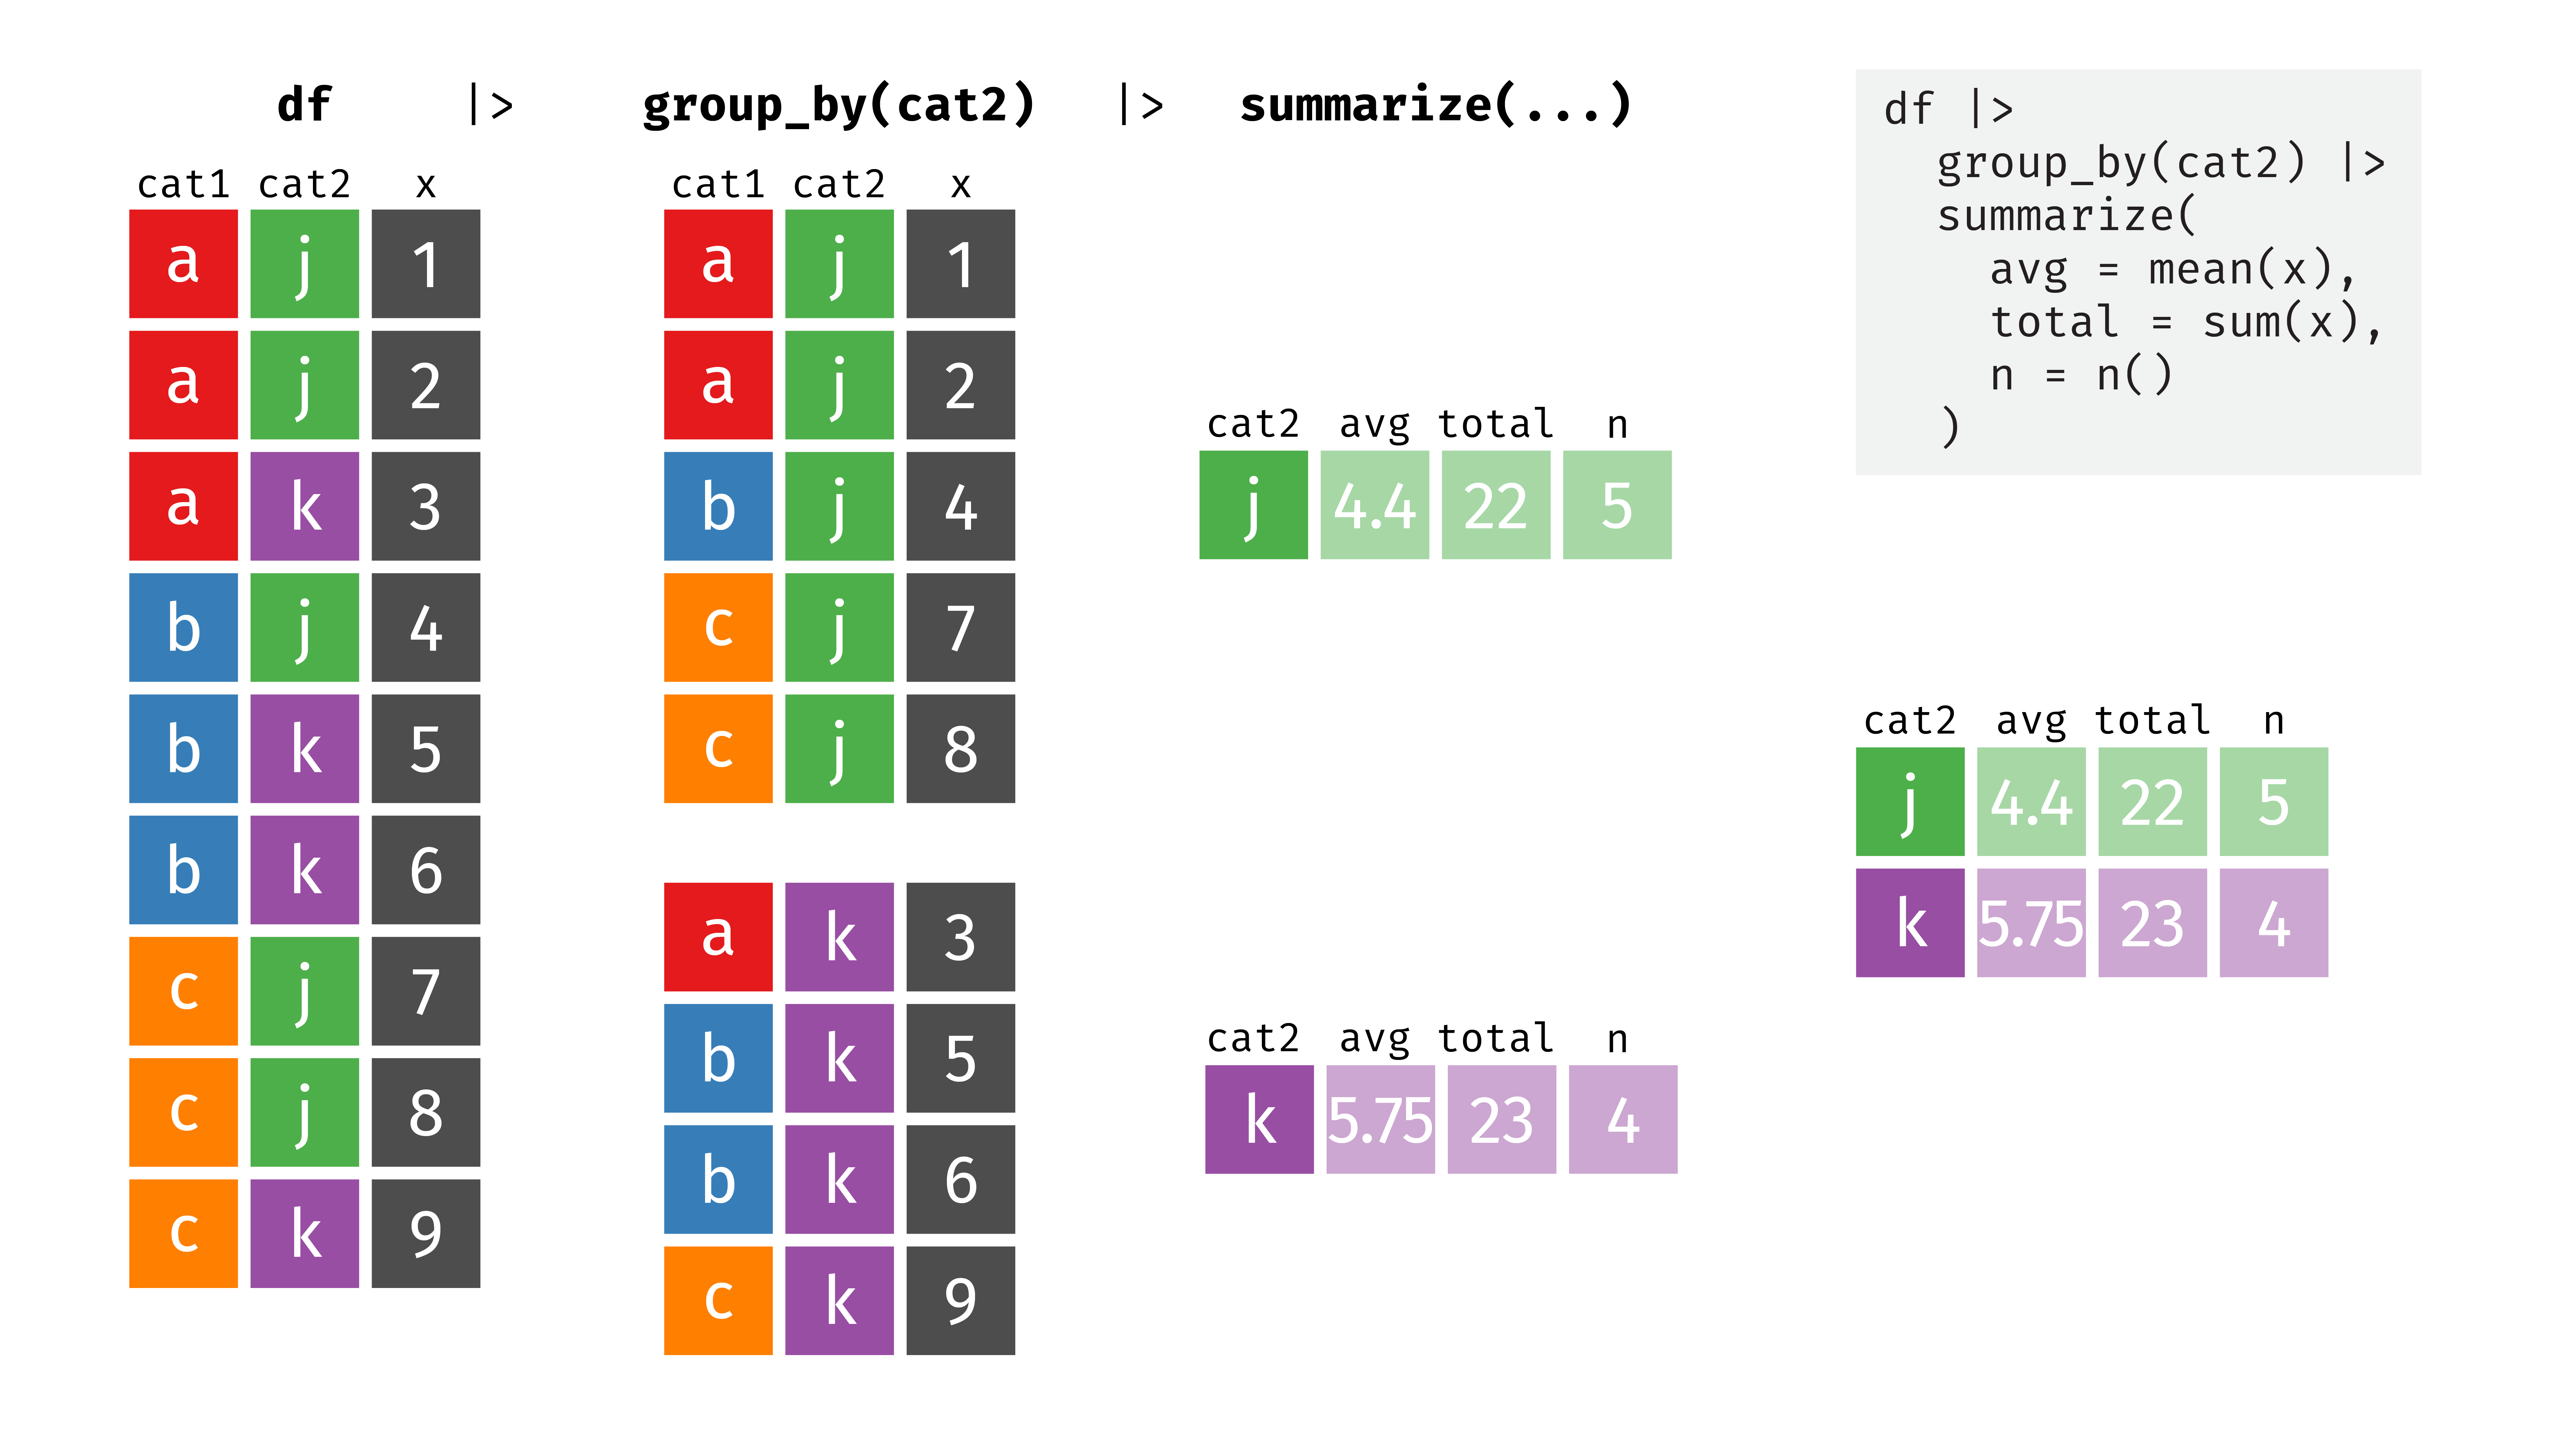 df |> group_by(cat2) |> summarize(...)
cat1 cat2 x
a j 1
a j 2
a k 3
b j 4
b k 5
b k 6
c j 7
c j 8
c k 9
cat1 cat2 x
a j 1
a j 2
b j 4
c j 7
c j 8
a k 3
b k 5
b k 6
c k 9
cat2 avg total n
j 4.4 22 5
cat2 avg total n
k 5.75 23 4
df |>
  group_by(cat2) |>
  summarize(
    avg = mean(x),
    total = sum(x),
    n = n()
  )
cat2 avg total n
j 4.4 22 5
k 5.75 23 4